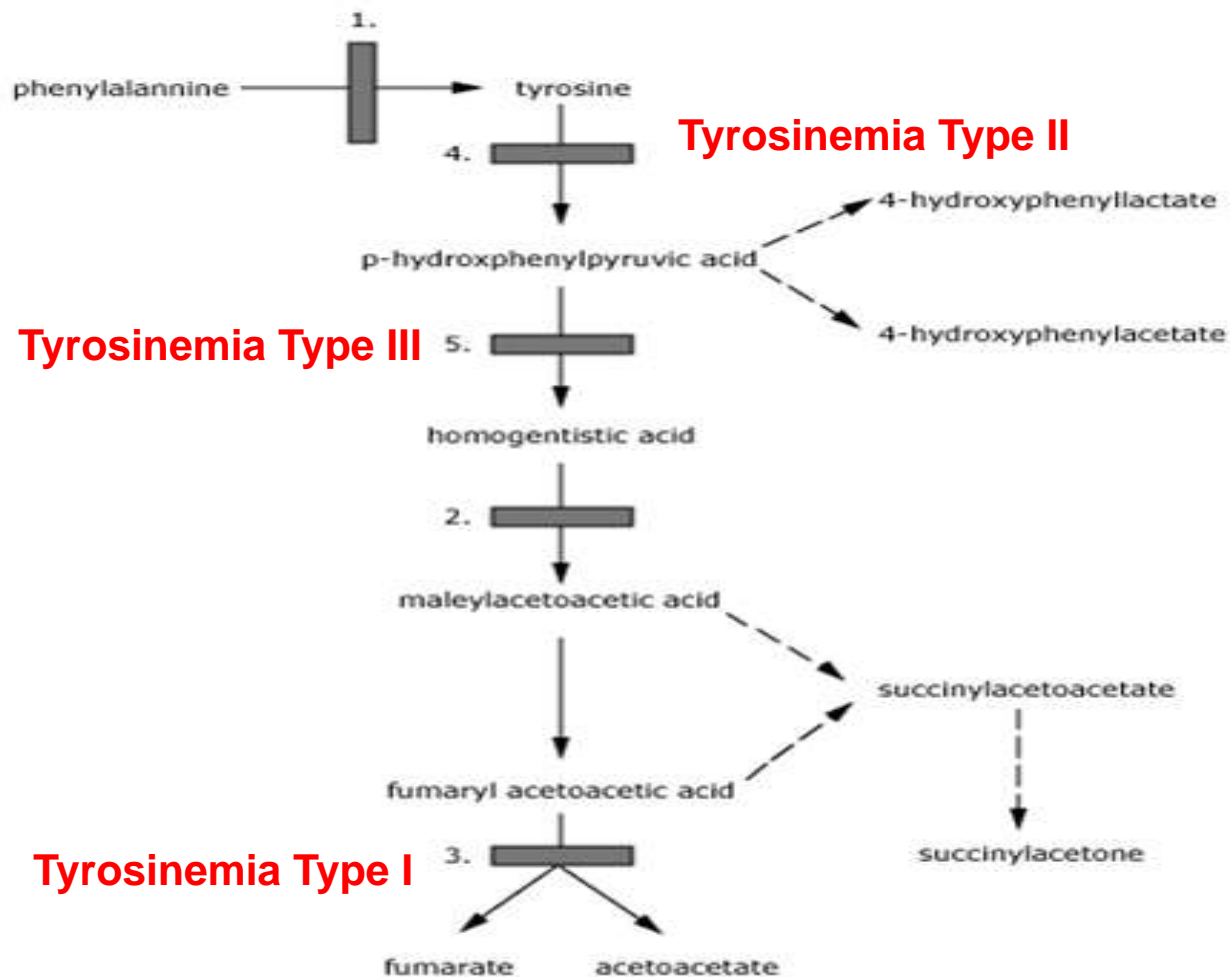 1.
phenylalannine
tyrosine
Tyrosinemia Type II
4.
4-hydroxyphenyllactate
p-hydroxphenylpyruvic acid
4-hydroxyphenylacetate
Tyrosinemia Type III
5.
homogentistic acid
2.
maleylacetoacetic acid
succinylacetoacetate
fumaryl acetoacetic acid
Tyrosinemia Type I
3.
succinylacetone
fumarate
acetoacetate